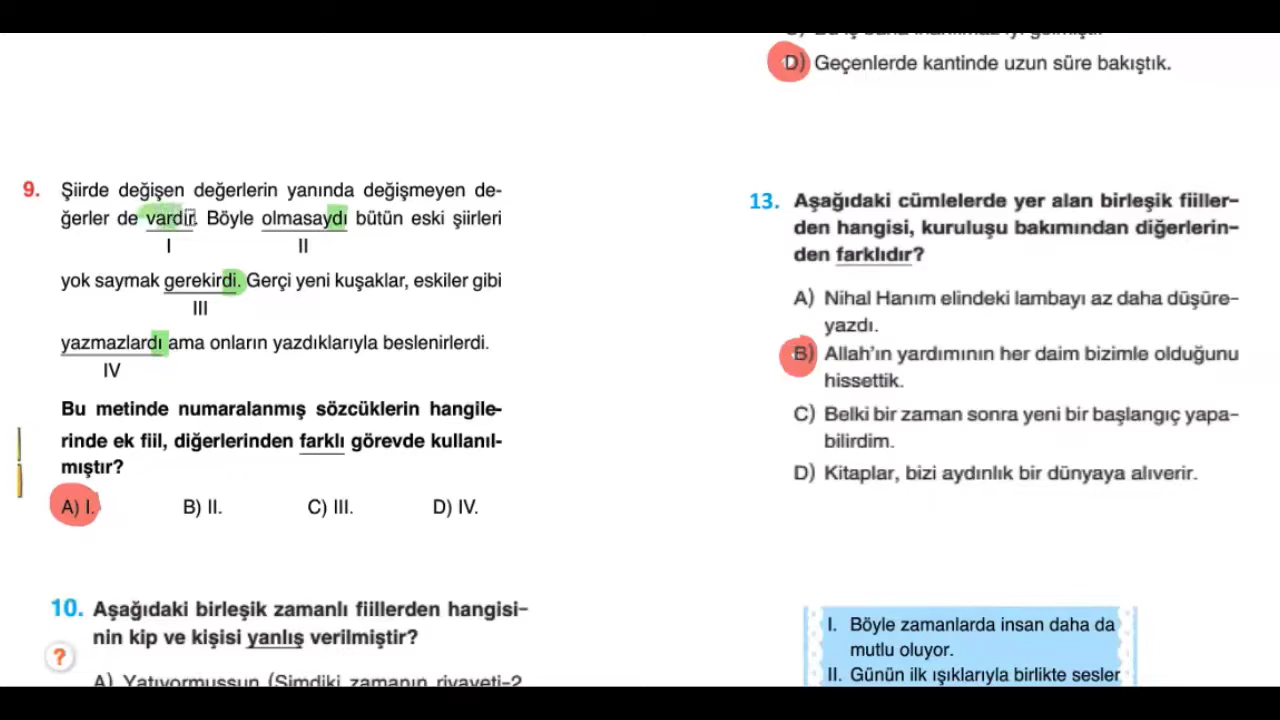 9. Şiirde değişen değerlerin yanında değişmeyen de-
ğerler de vardır. Böyle olmasaydı bütün eski şiirleri
I II
yok saymak gerekirdi. Gerçi yeni kuşaklar, eskiler gibi
III
yazmazlardı ama onların yazdıklarıyla beslenirlerdi.
IV
Bu metinde numaralanmış sözcüklerin hangile-
rinde ek fiil, diğerlerinden farklı görevde kullanıl-
mıştır?
A) I. B) II. C) III. D) IV.
10. Aşağıdaki birleşik zamanlı fiillerden hangisi-
nin kip ve kişisi yanlış verilmiştir?
?
A) Yatıyormuşsun (Şimdiki zamanın rivayeti-2.
D) Geçenlerde kantinde uzun süre bakıştık.
13. Aşağıdaki cümlelerde yer alan birleşik fiiller-
den hangisi, kuruluşu bakımından diğerlerin-
den farklıdır?
A) Nihal Hanım elindeki lambayı az daha düşüre-
yazdı.
B) Allah'ın yardımının her daim bizimle olduğunu
hissettik.
C) Belki bir zaman sonra yeni bir başlangıç yapa-
bilirdim.
D) Kitaplar, bizi aydınlık bir dünyaya alıverir.
I. Böyle zamanlarda insan daha da
mutlu oluyor.
II. Günün ilk ışıklarıyla birlikte sesler